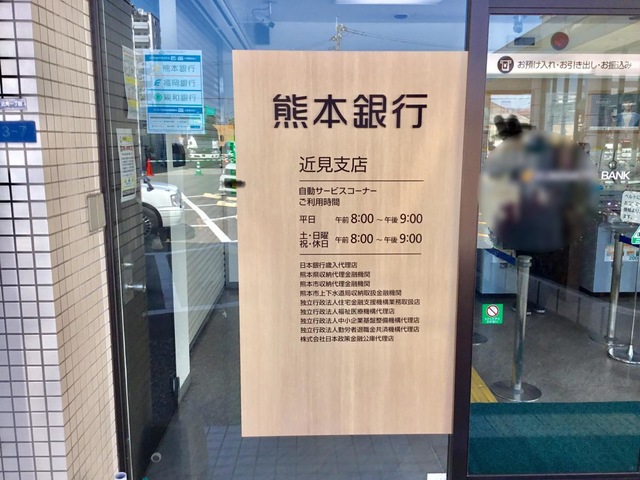 熊本銀行
福岡銀行
親和銀行
3-7
熊本銀行
近見支店
自動サービスコーナー
ご利用時間
平日 午前8:00～午後9:00
土・日曜
祝・休日 午前8:00～午後9:00
日本銀行歳入代理店
熊本県収納代理金融機関
熊本市収納代理金融機関
熊本市上下水道局収納取扱金融機関
独立行政法人住宅金融支援機構業務取扱店
独立行政法人福祉医療機構代理店
独立行政法人中小企業基盤整備機構代理店
独立行政法人勤労者退職金共済機構代理店
株式会社日本政策金融公庫代理店
お預け入れ・お引き出し・お振込み
BANK